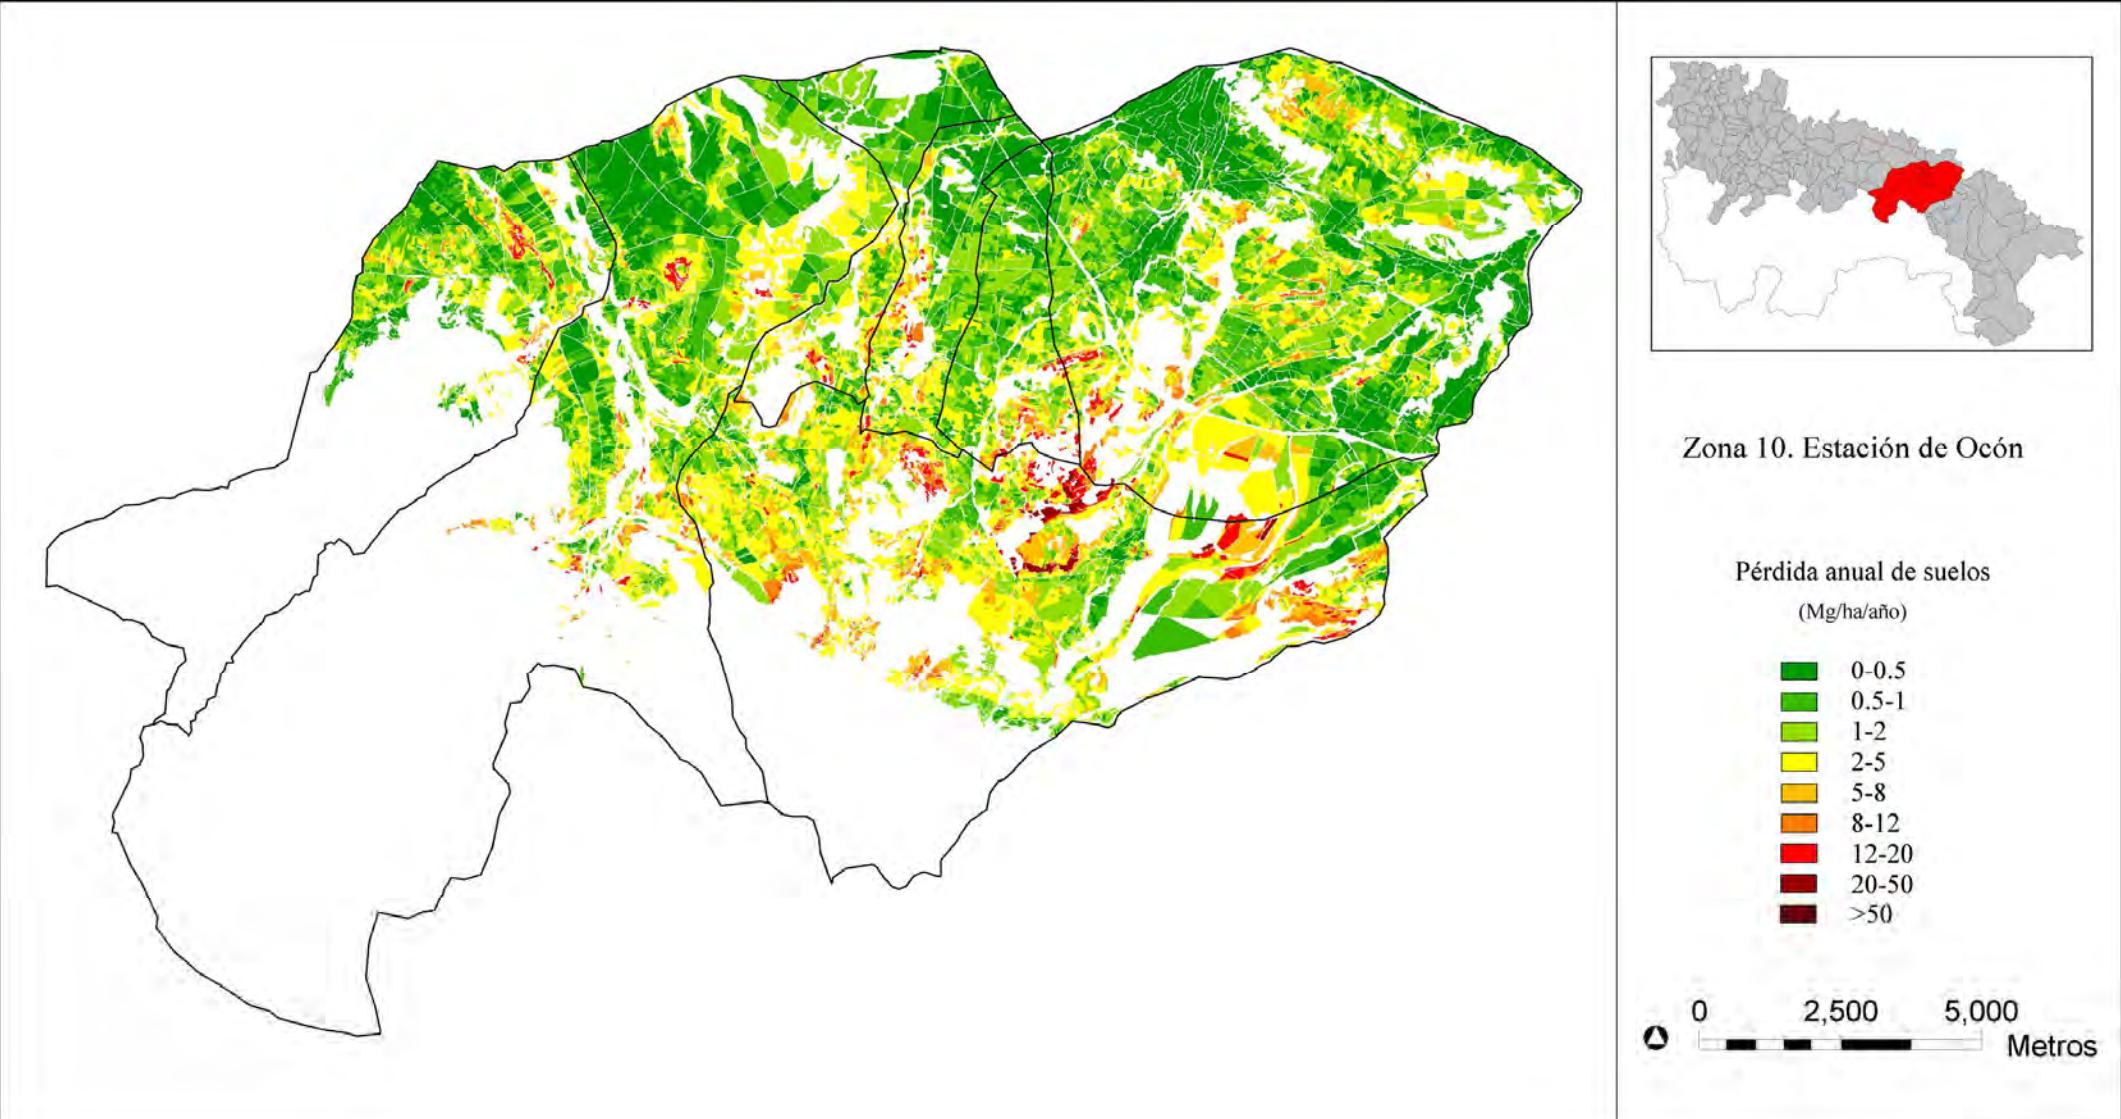 Zona 10. Estación de Ocón
Pérdida anual de suelos
(Mg/ha/año)
0-0.5
0.5-1
1-2
2-5
5-8
8-12
12-20
20-50
>50
0 2,500 5,000
Metros